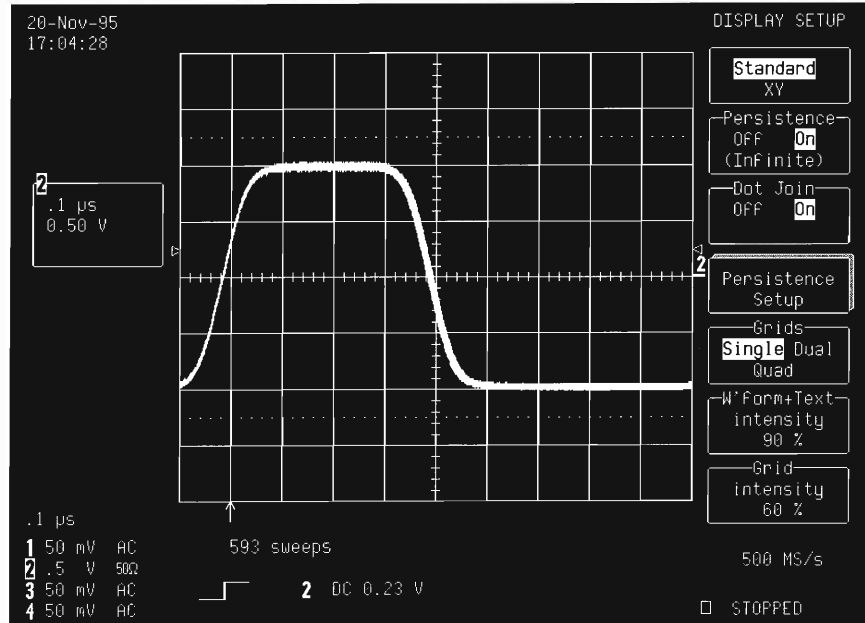 20-Nov-95
17:04:28
2
.1 µs
0.50 V
2
.1 µs
1 50 mV AC
2 .5 V 50Ω
3 50 mV AC
4 50 mV AC
593 sweeps
2 DC 0.23 V
DISPLAY SETUP
Standard
XY
Persistence
Off On
(Infinite)
Dot Join
Off On
Persistence
Setup
Grids
Single Dual
Quad
W'form+Text
intensity
90 %
Grid
intensity
60 %
500 MS/s
STOPPED